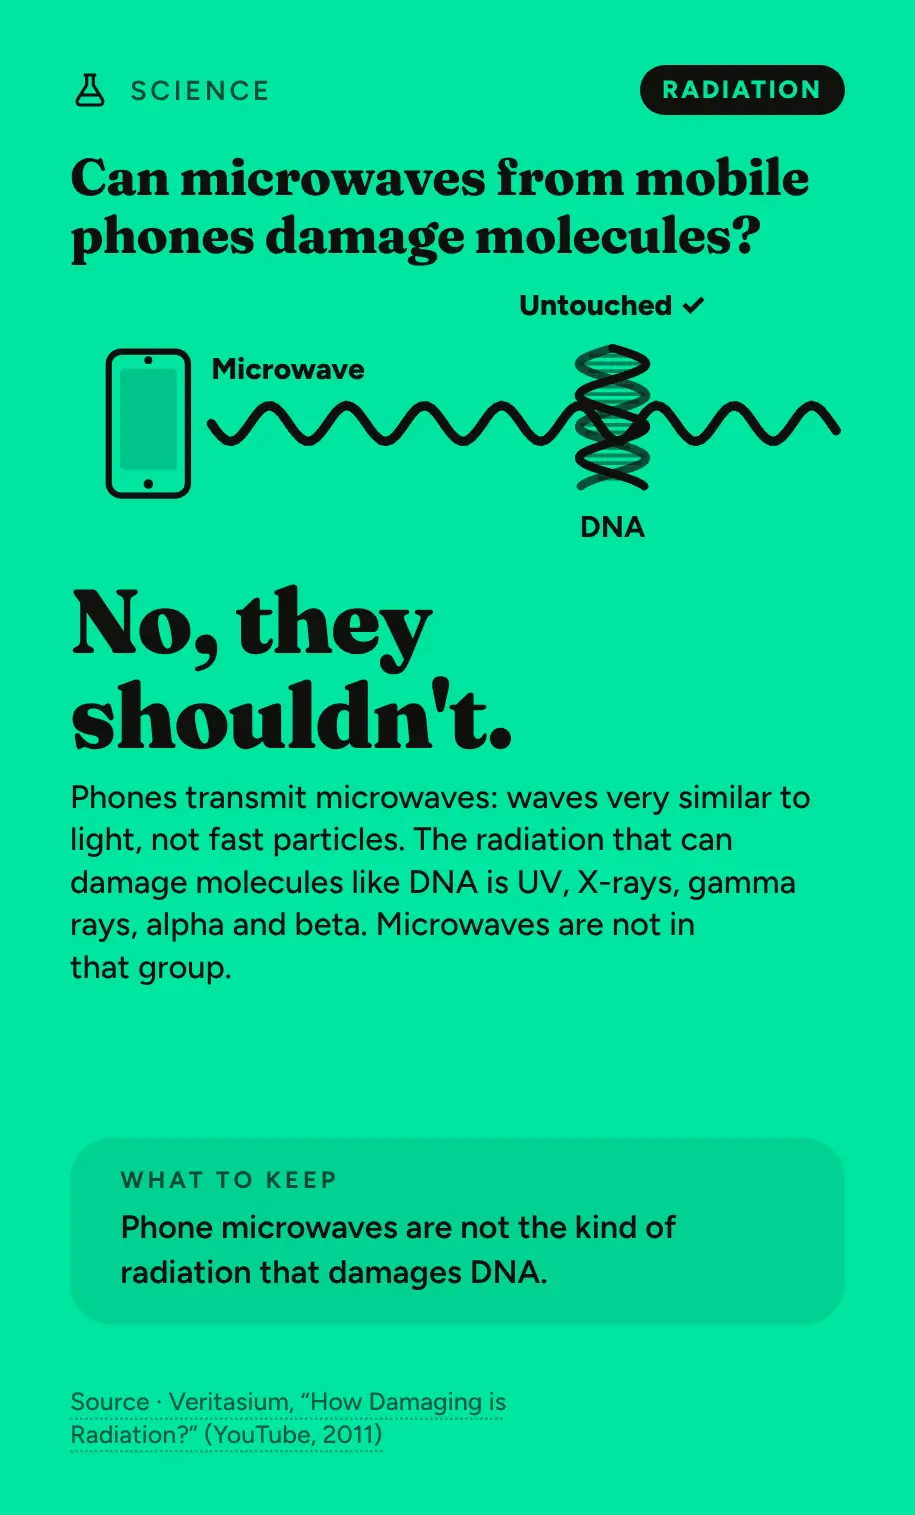 SCIENCE
RADIATION
Can microwaves from mobile
phones damage molecules?
Untouched ✓
Microwave
DNA
No, they
shouldn't.
Phones transmit microwaves: waves very similar to
light, not fast particles. The radiation that can
damage molecules like DNA is UV, X-rays, gamma
rays, alpha and beta. Microwaves are not in
that group.
WHAT TO KEEP
Phone microwaves are not the kind of
radiation that damages DNA.
Source · Veritasium, “How Damaging is
Radiation?” (YouTube, 2011)